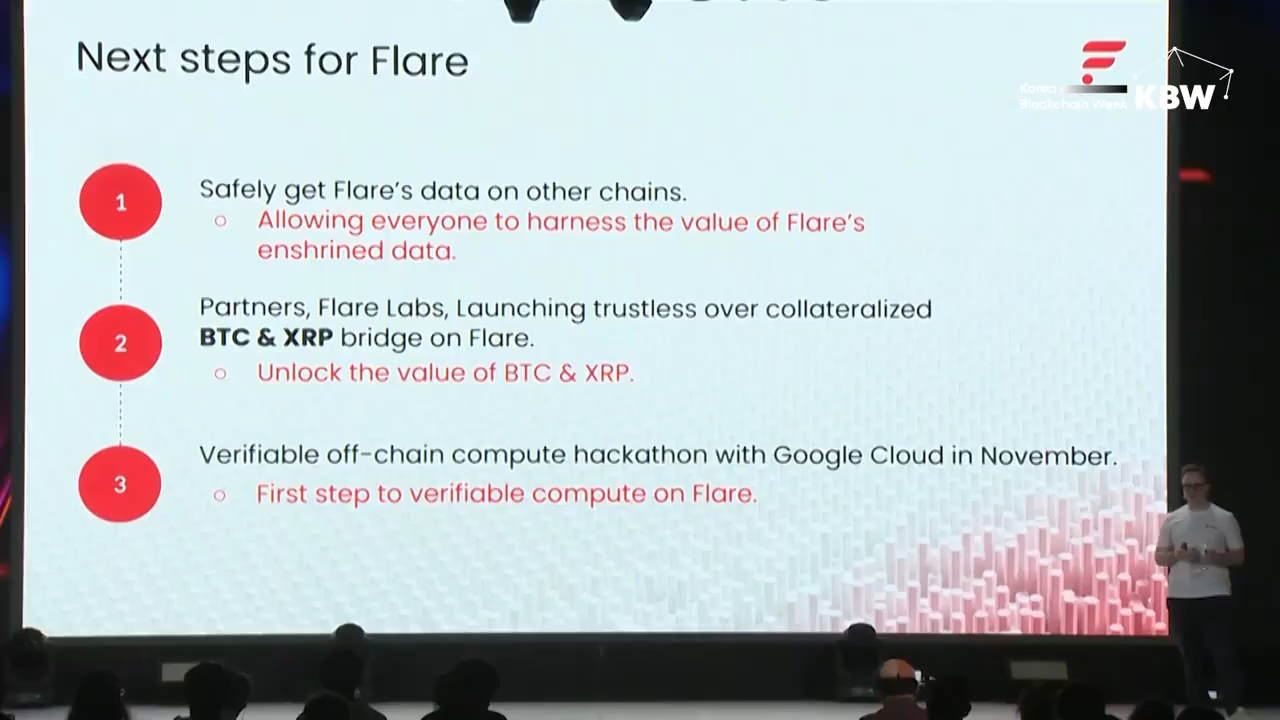 Next steps for Flare
Korea
Blockchain Week
KBW
1
Safely get Flare's data on other chains.
Allowing everyone to harness the value of Flare's
enshrined data.
2
Partners, Flare Labs, Launching trustless over collateralized
BTC & XRP bridge on Flare.
Unlock the value of BTC & XRP.
3
Verifiable off-chain compute hackathon with Google Cloud in November.
First step to verifiable compute on Flare.